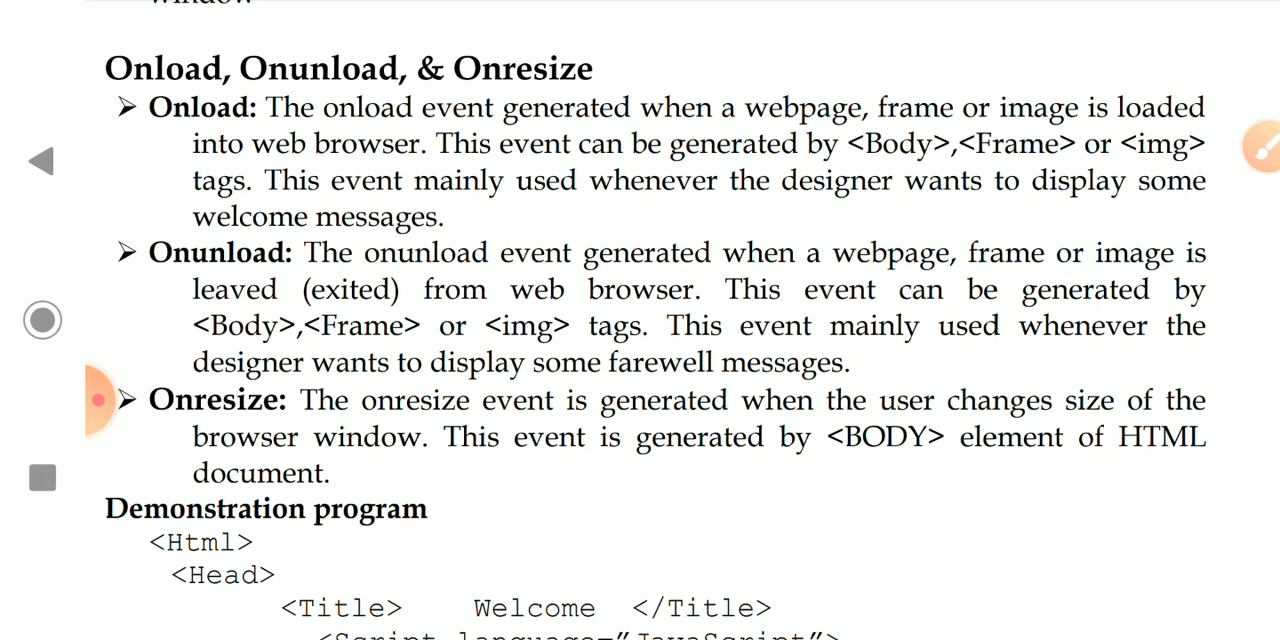 Onload, Onunload, & Onresize
➢ Onload: The onload event generated when a webpage, frame or image is loaded
into web browser. This event can be generated by <Body>,<Frame> or <img>
tags. This event mainly used whenever the designer wants to display some
welcome messages.
➢ Onunload: The onunload event generated when a webpage, frame or image is
leaved (exited) from web browser. This event can be generated by
<Body>,<Frame> or <img> tags. This event mainly used whenever the
designer wants to display some farewell messages.
➢ Onresize: The onresize event is generated when the user changes size of the
browser window. This event is generated by <BODY> element of HTML
document.
Demonstration program
<Html>
<Head>
<Title> Welcome </Title>
<Script language="JavaScript">